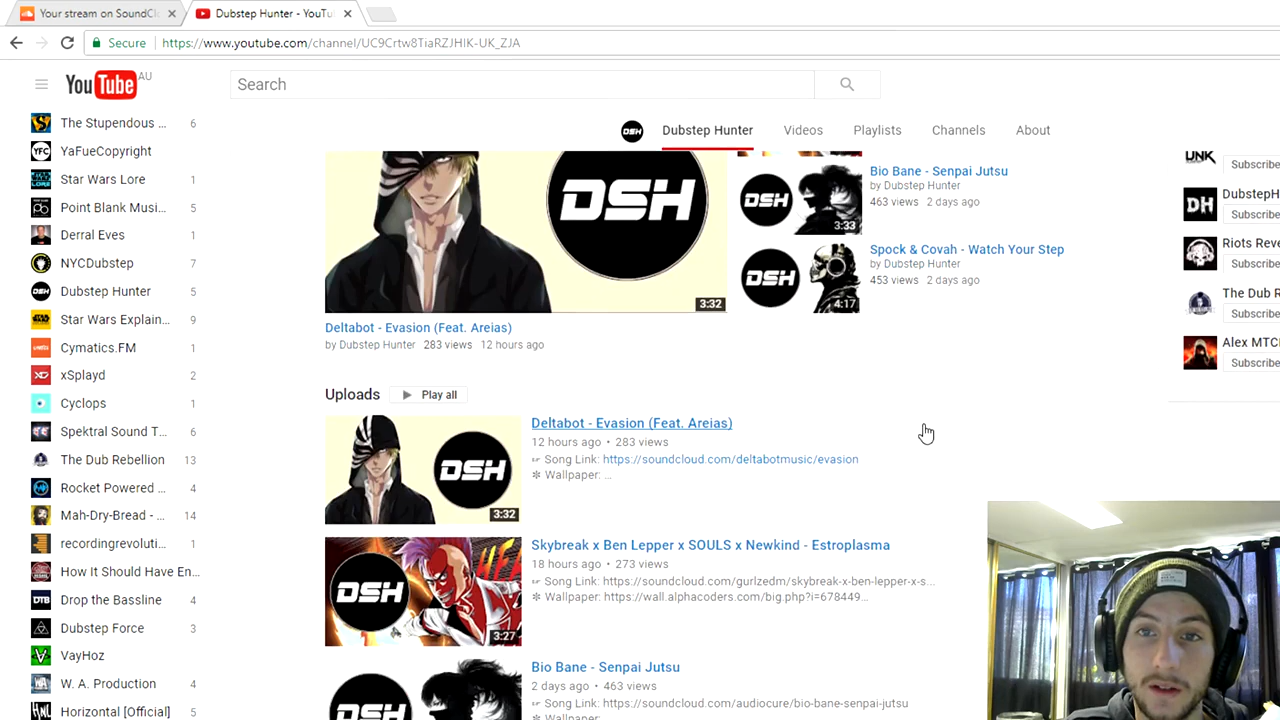 Your stream on SoundCl
Dubstep Hunter - YouTu
Secure
https://www.youtube.com/channel/UC9Crtw8TiaRZJHIK-UK_ZJA
YouTube AU
Search
Dubstep Hunter
Videos
Playlists
Channels
About
The Stupendous ... 6
YaFueCopyright
Star Wars Lore 1
Point Blank Musi... 5
Derral Eves 1
NYCDubstep 7
Dubstep Hunter 5
Star Wars Explain... 9
Cymatics.FM 1
xSplayd 2
Cyclops 1
Spektral Sound T... 6
The Dub Rebellion 13
Rocket Powered ... 4
Mah-Dry-Bread - ... 14
recordingrevoluti... 1
How It Should Have En...
Drop the Bassline 4
Dubstep Force 3
VayHoz
W. A. Production 4
Horizontal [Official] 5
DSH
3:32
Deltabot - Evasion (Feat. Areias)
by Dubstep Hunter 283 views 12 hours ago
DSH
3:33
Bio Bane - Senpai Jutsu
by Dubstep Hunter
463 views 2 days ago
DSH
4:17
Spock & Covah - Watch Your Step
by Dubstep Hunter
453 views 2 days ago
Uploads
Play all
DSH
3:32
Deltabot - Evasion (Feat. Areias)
12 hours ago • 283 views
☞ Song Link: https://soundcloud.com/deltabotmusic/evasion
✻ Wallpaper: ...
DSH
3:27
Skybreak x Ben Lepper x SOULS x Newkind - Estroplasma
18 hours ago • 273 views
☞ Song Link: https://soundcloud.com/gurlzedm/skybreak-x-ben-lepper-x-s...
✻ Wallpaper: https://wall.alphacoders.com/big.php?i=678449...
DSH
Bio Bane - Senpai Jutsu
2 days ago • 463 views
☞ Song Link: https://soundcloud.com/audiocure/bio-bane-senpai-jutsu
UNK
Subscribe
DH
DubstepH
Subscribe
Riots Reve
Subscribe
The Dub R
Subscribe
Alex MTCH
Subscribe